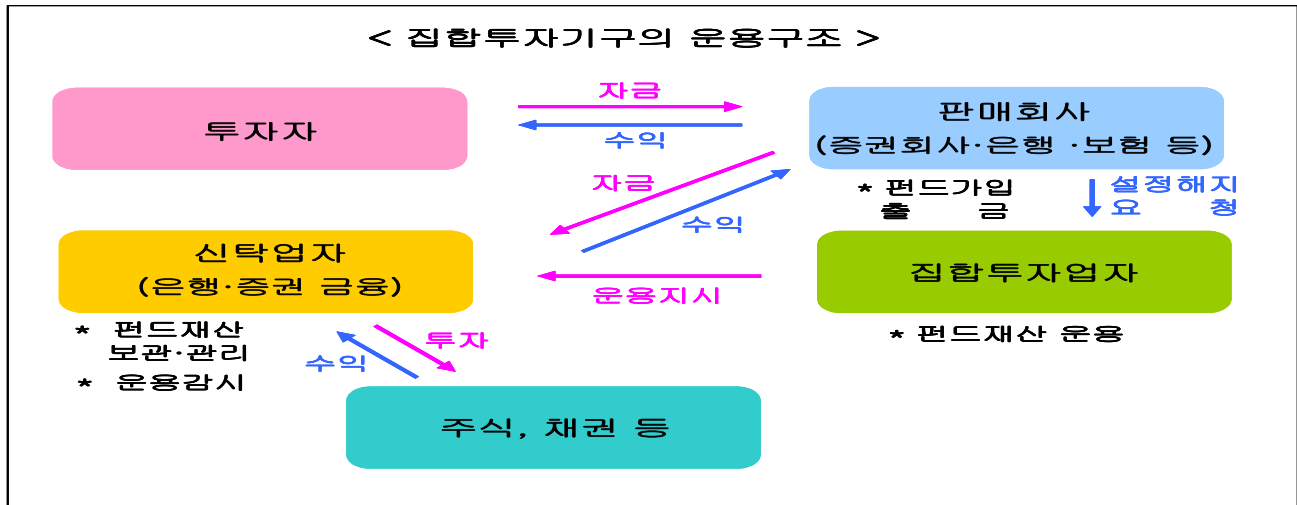 < 집합투자기구의 운용구조 >
투자자
자금
수익
판매회사
(증권회사·은행 ·보험 등)
* 펀드가입
출 금
설정해지
요 청
자금
수익
신탁업자
(은행·증권 금융)
운용지시
집합투자업자
* 펀드재산
보관·관리
* 운용감시
* 펀드재산 운용
투자
수익
주식, 채권 등